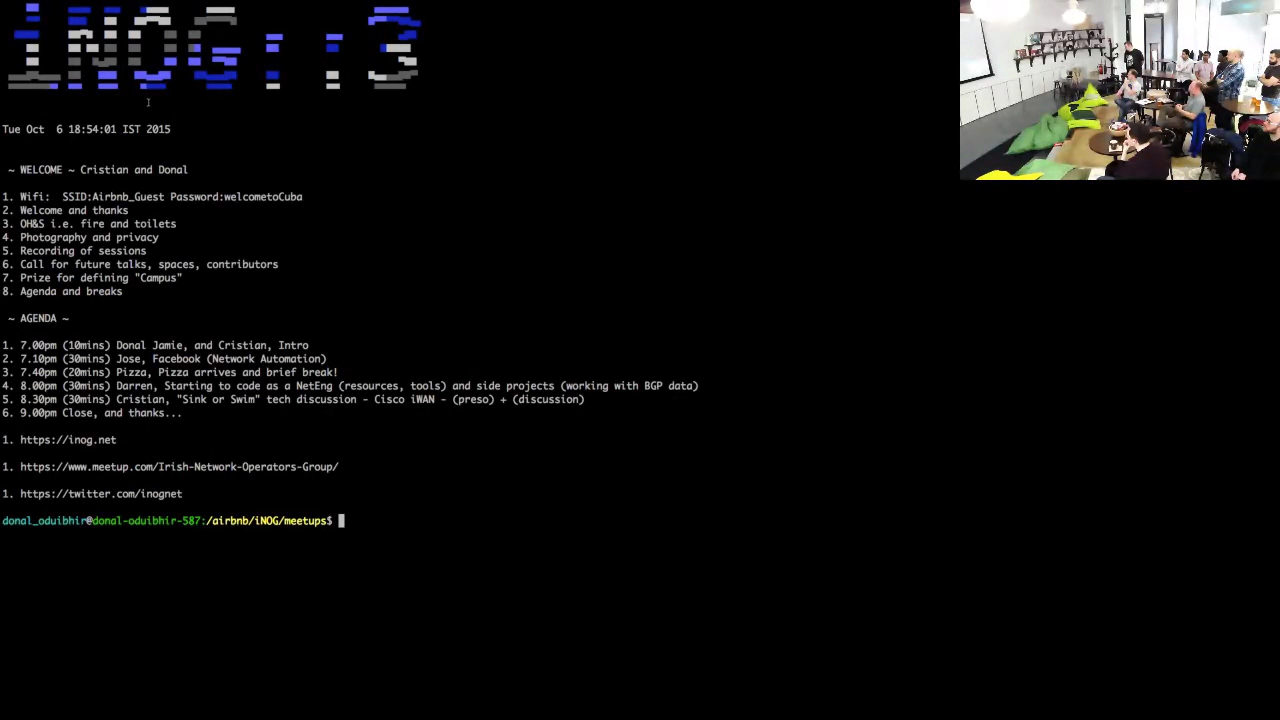 iNOG::3
Tue Oct  6 18:54:01 IST 2015
~ WELCOME ~ Cristian and Donal
1. Wifi:  SSID:Airbnb_Guest Password:welcometoCuba
2. Welcome and thanks
3. OH&S i.e. fire and toilets
4. Photography and privacy
5. Recording of sessions
6. Call for future talks, spaces, contributors
7. Prize for defining "Campus"
8. Agenda and breaks
~ AGENDA ~
1. 7.00pm (10mins) Donal Jamie, and Cristian, Intro
2. 7.10pm (30mins) Jose, Facebook (Network Automation)
3. 7.40pm (20mins) Pizza, Pizza arrives and brief break!
4. 8.00pm (30mins) Darren, Starting to code as a NetEng (resources, tools) and side projects (working with BGP data)
5. 8.30pm (30mins) Cristian, "Sink or Swim" tech discussion - Cisco iWAN - (preso) + (discussion)
6. 9.00pm Close, and thanks...
1. https://inog.net
1. https://www.meetup.com/Irish-Network-Operators-Group/
1. https://twitter.com/inognet
donal_oduibhir@donal-oduibhir-587:/airbnb/iNOG/meetups$